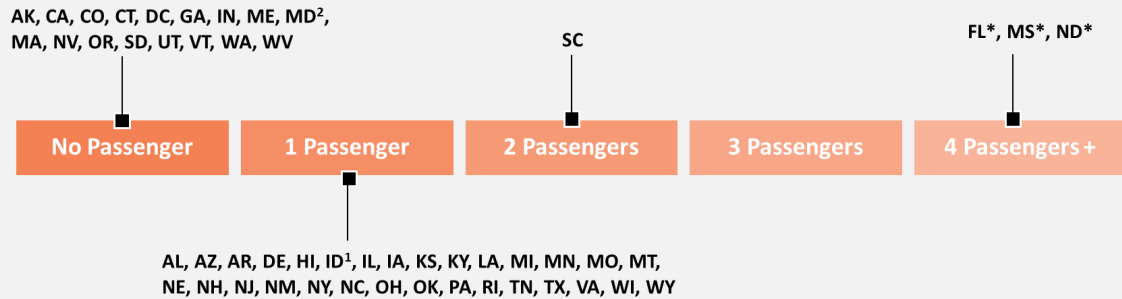 AK, CA, CO, CT, DC, GA, IN, ME, MD²,
MA, NV, OR, SD, UT, VT, WA, WV
SC
FL*, MS*, ND*
No Passenger
1 Passenger
2 Passengers
3 Passengers
4 Passengers +
AL, AZ, AR, DE, HI, ID¹, IL, IA, KS, KY, LA, MI, MN, MO, MT,
NE, NH, NJ, NM, NY, NC, OH, OK, PA, RI, TN, TX, VA, WI, WY